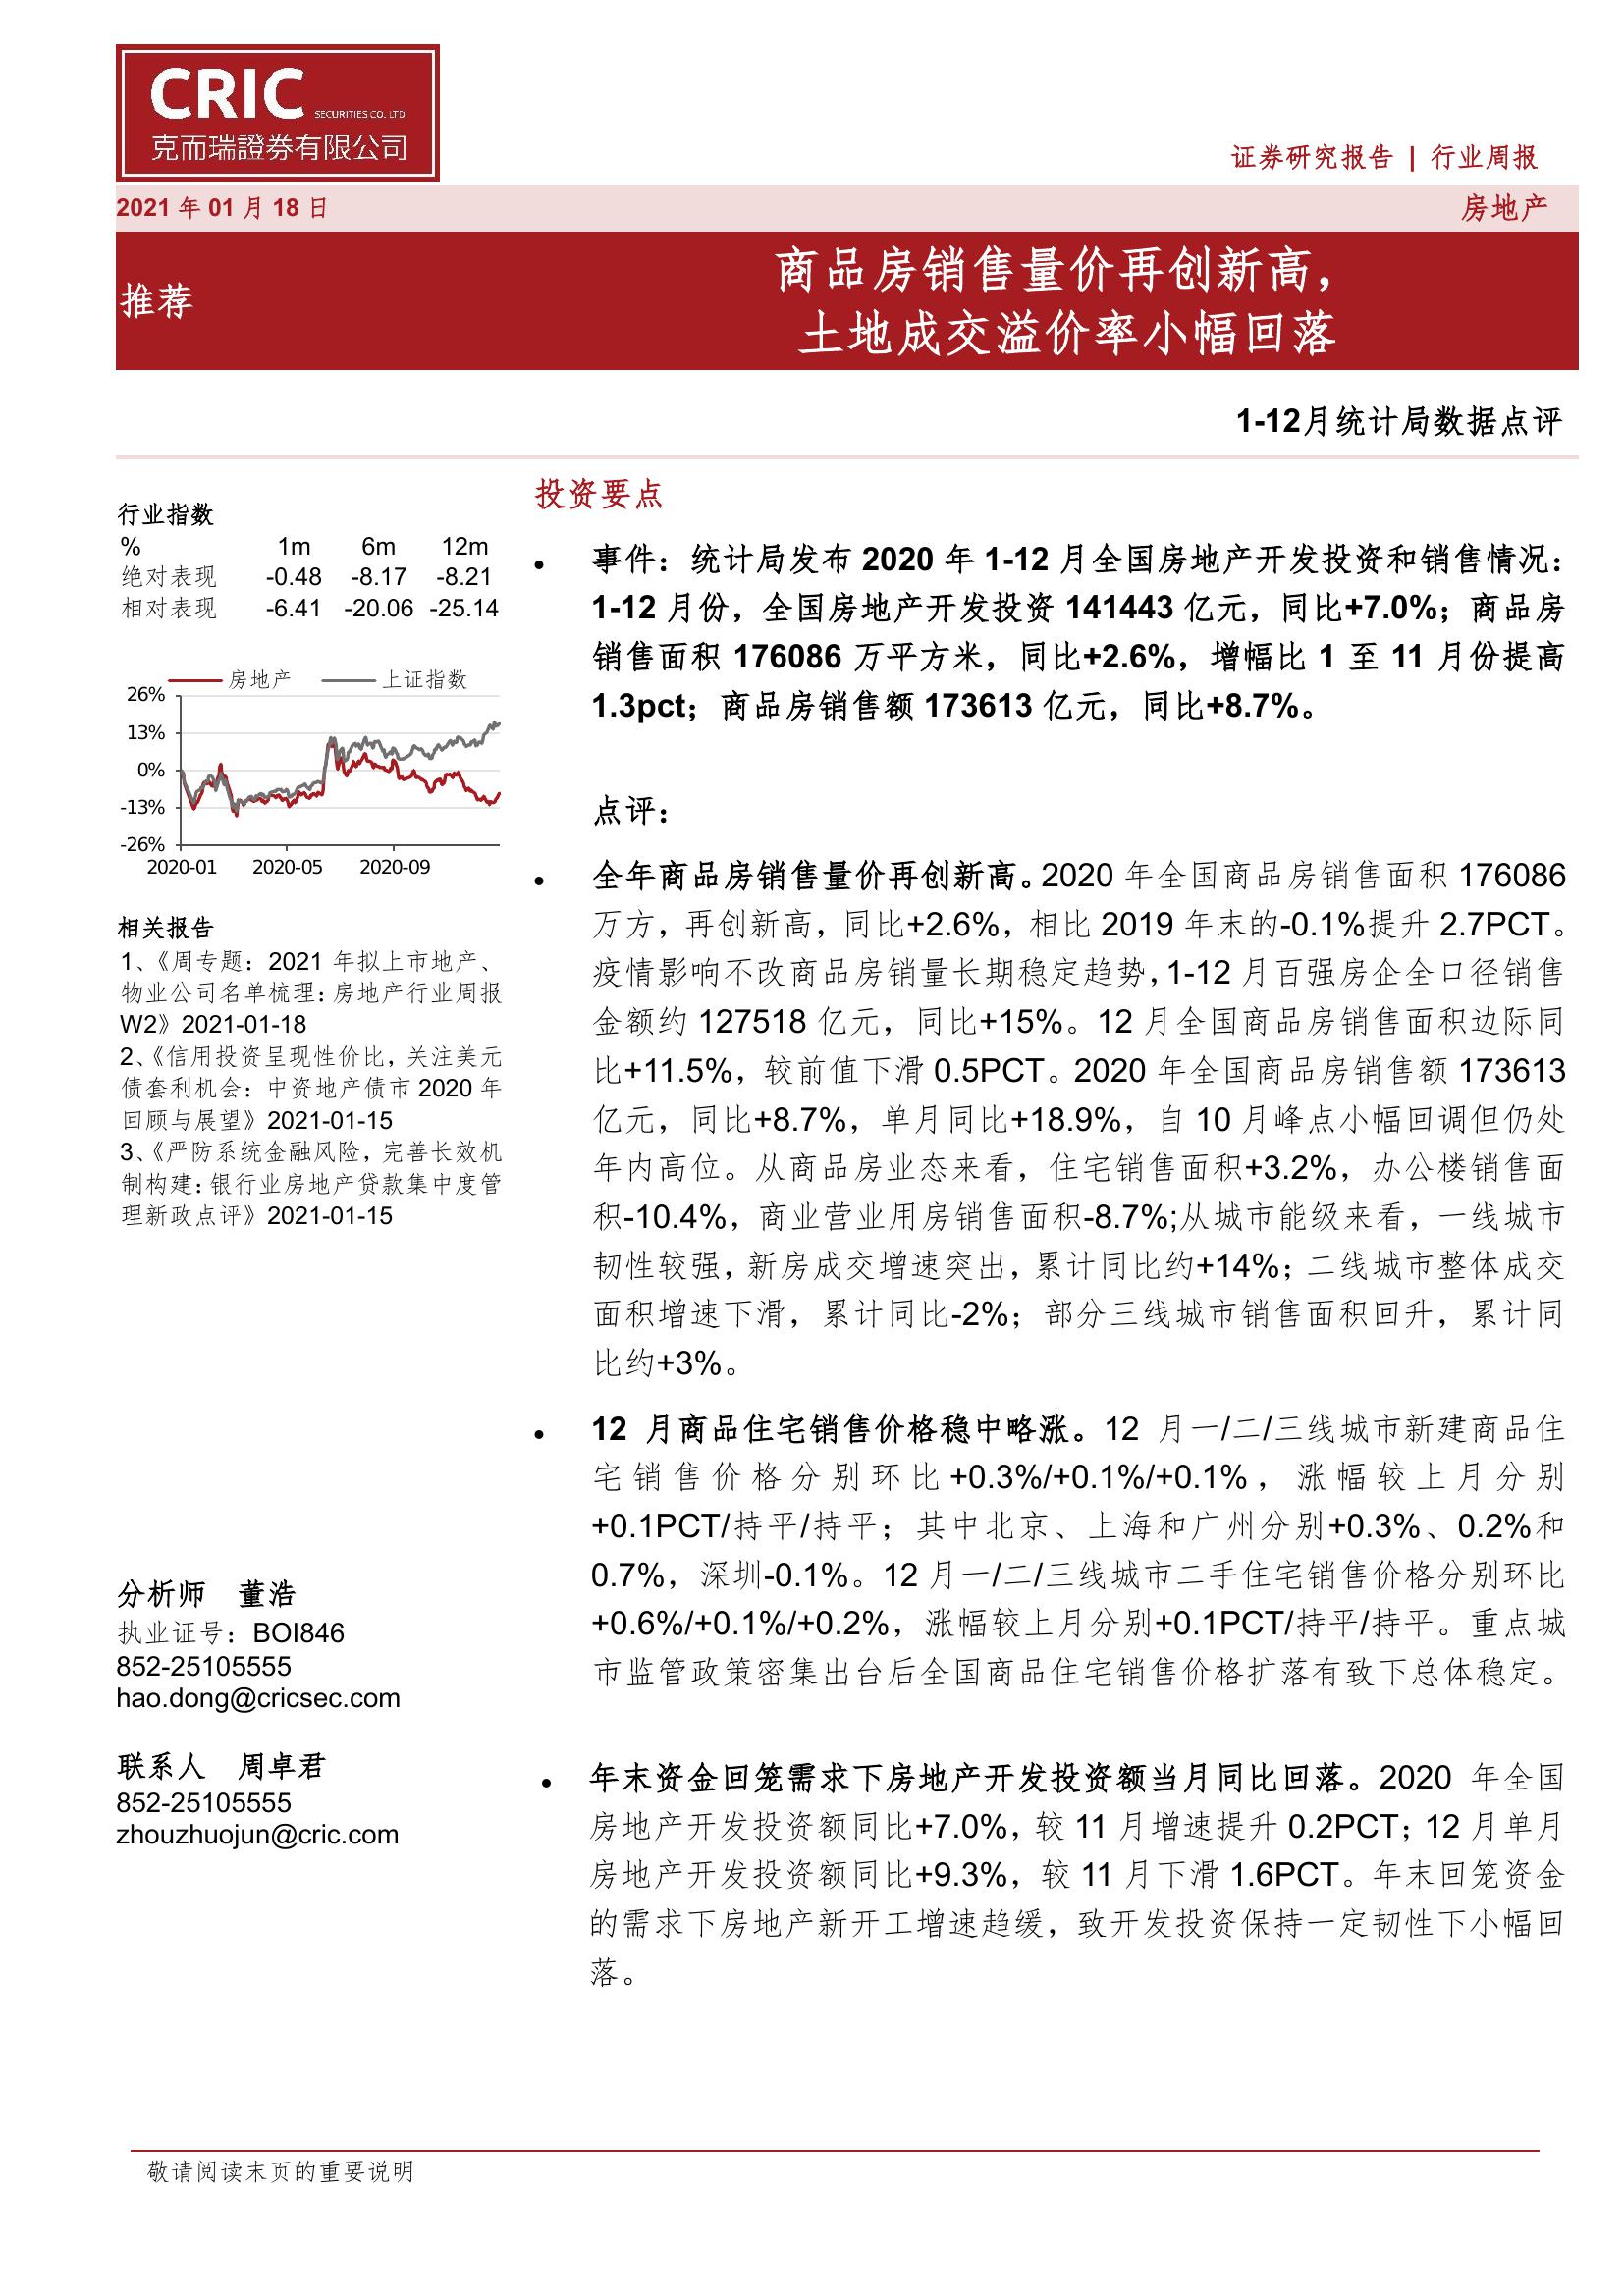 CRIC SECURITIES CO. LTD
克而瑞證券有限公司
证券研究报告 | 行业周报
2021 年 01 月 18 日
房地产
推荐
商品房销售量价再创新高，
土地成交溢价率小幅回落
1-12月统计局数据点评
行业指数
% 1m 6m 12m
绝对表现 -0.48 -8.17 -8.21
相对表现 -6.41 -20.06 -25.14
房地产 上证指数
26%
13%
0%
-13%
-26%
2020-01 2020-05 2020-09
相关报告
1、《周专题：2021 年拟上市地产、
物业公司名单梳理：房地产行业周报
W2》2021-01-18
2、《信用投资呈现性价比，关注美元
债套利机会：中资地产债市 2020 年
回顾与展望》2021-01-15
3、《严防系统金融风险，完善长效机
制构建：银行业房地产贷款集中度管
理新政点评》2021-01-15
分析师 董浩
执业证号：BOI846
852-25105555
hao.dong@cricsec.com
联系人 周卓君
852-25105555
zhouzhuojun@cric.com
投资要点
• 事件：统计局发布 2020 年 1-12 月全国房地产开发投资和销售情况：
1-12 月份，全国房地产开发投资 141443 亿元，同比+7.0%；商品房
销售面积 176086 万平方米，同比+2.6%，增幅比 1 至 11 月份提高
1.3pct；商品房销售额 173613 亿元，同比+8.7%。
点评：
• 全年商品房销售量价再创新高。2020 年全国商品房销售面积 176086
万方，再创新高，同比+2.6%，相比 2019 年末的-0.1%提升 2.7PCT。
疫情影响不改商品房销量长期稳定趋势，1-12 月百强房企全口径销售
金额约 127518 亿元，同比+15%。12 月全国商品房销售面积边际同
比+11.5%，较前值下滑 0.5PCT。2020 年全国商品房销售额 173613
亿元，同比+8.7%，单月同比+18.9%，自 10 月峰点小幅回调但仍处
年内高位。从商品房业态来看，住宅销售面积+3.2%，办公楼销售面
积-10.4%，商业营业用房销售面积-8.7%;从城市能级来看，一线城市
韧性较强，新房成交增速突出，累计同比约+14%；二线城市整体成交
面积增速下滑，累计同比-2%；部分三线城市销售面积回升，累计同
比约+3%。
• 12 月商品住宅销售价格稳中略涨。12 月一/二/三线城市新建商品住
宅销售价格分别环比+0.3%/+0.1%/+0.1%，涨幅较上月分别
+0.1PCT/持平/持平；其中北京、上海和广州分别+0.3%、0.2%和
0.7%，深圳-0.1%。12 月一/二/三线城市二手住宅销售价格分别环比
+0.6%/+0.1%/+0.2%，涨幅较上月分别+0.1PCT/持平/持平。重点城
市监管政策密集出台后全国商品住宅销售价格扩落有致下总体稳定。
• 年末资金回笼需求下房地产开发投资额当月同比回落。2020 年全国
房地产开发投资额同比+7.0%，较 11 月增速提升 0.2PCT；12 月单月
房地产开发投资额同比+9.3%，较 11 月下滑 1.6PCT。年末回笼资金
的需求下房地产新开工增速趋缓，致开发投资保持一定韧性下小幅回
落。
敬请阅读末页的重要说明